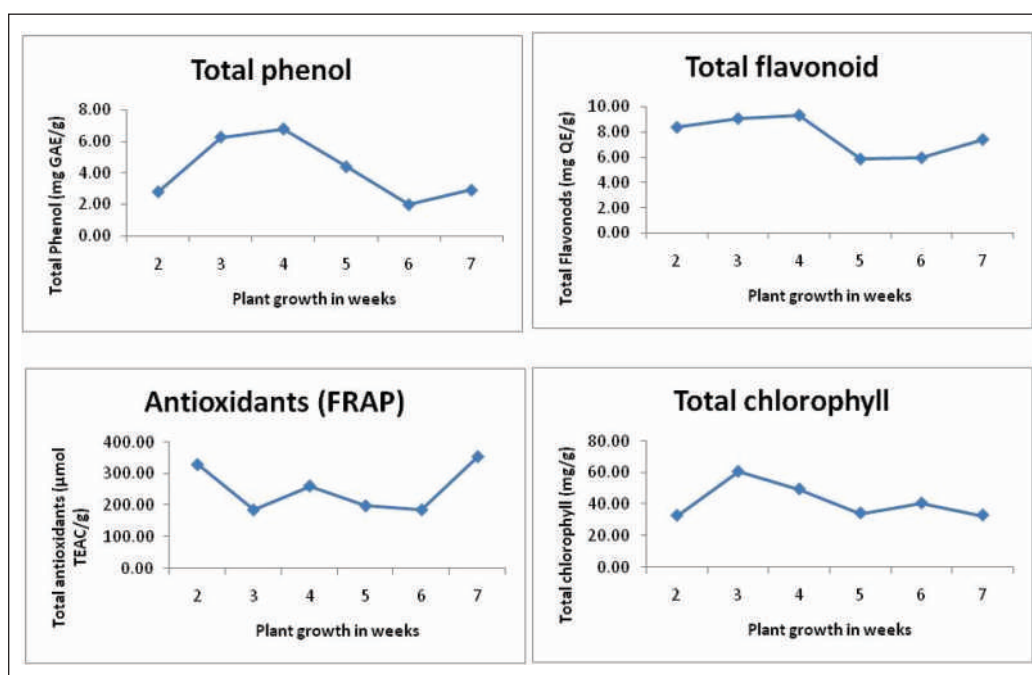 Total phenol
Total Phenol (mg GAE/g)
8.00
6.00
4.00
2.00
0.00
2 3 4 5 6 7
Plant growth in weeks
Total flavonoid
Total Flavonods (mg QE/g)
10.00
8.00
6.00
4.00
2.00
0.00
2 3 4 5 6 7
Plant growth in weeks
Antioxidants (FRAP)
Total antioxidants (µmol
TEAC/g)
400.00
300.00
200.00
100.00
0.00
2 3 4 5 6 7
Plant growth in weeks
Total chlorophyll
Total chlorophyll (mg/g)
80.00
60.00
40.00
20.00
0.00
2 3 4 5 6 7
Plant growth in weeks